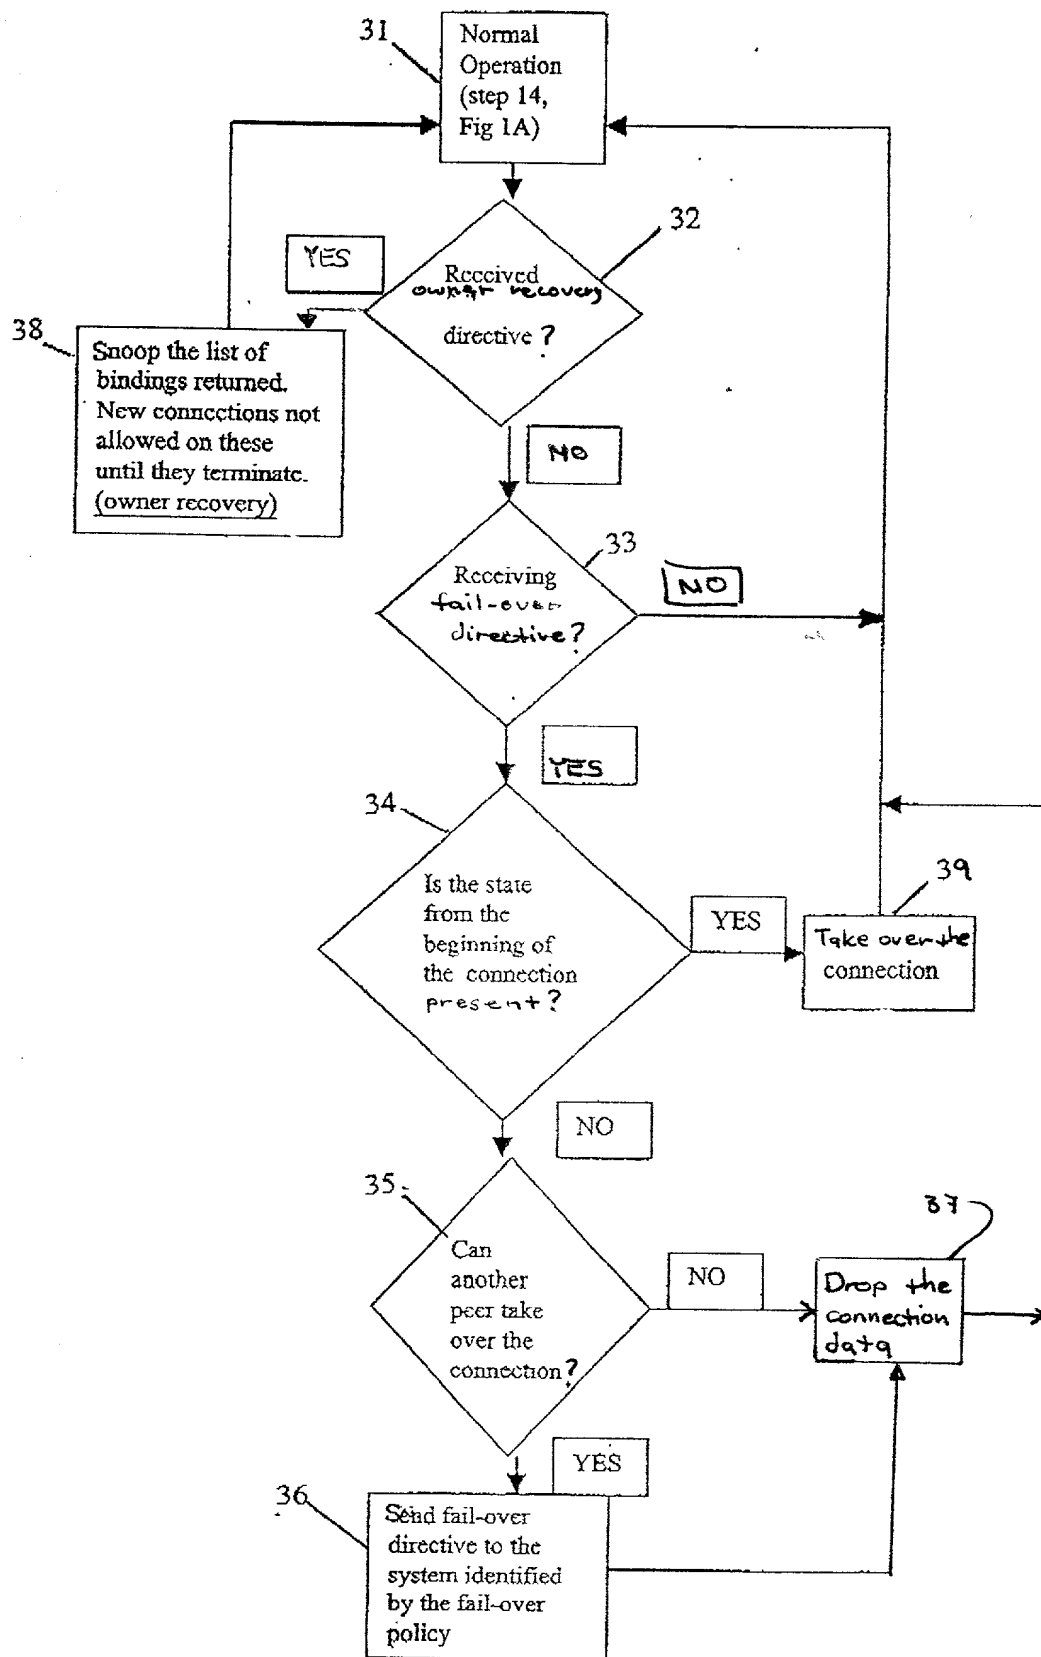 31
Normal
Operation
(step 14,
Fig 1A)
32
YES
Received
owner recovery
directive?
38
Snoop the list of
bindings returned.
New connections not
allowed on these
until they terminate.
(owner recovery)
NO
33
Receiving
fail-over
directive?
NO
YES
34
Is the state
from the
beginning of
the connection
present?
YES
39
Take over the
connection
NO
35
Can
another
peer take
over the
connection?
NO
37
Drop the
connection
data
YES
36
Send fail-over
directive to the
system identified
by the fail-over
policy